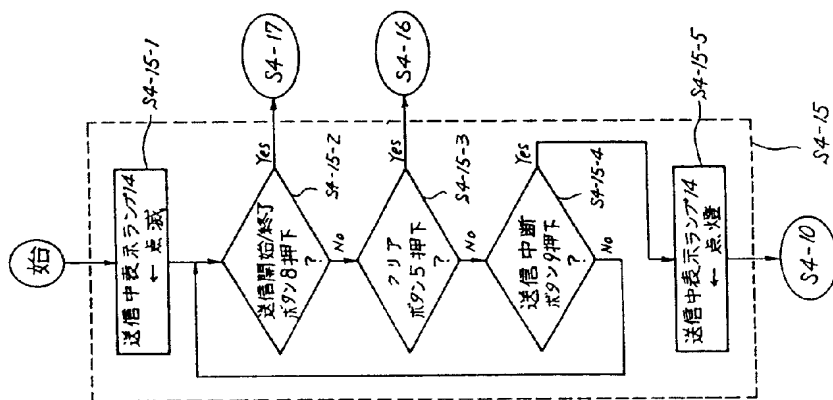 始
送信中表示ランプ14
← 点滅
S4-15-1
送信開始/終了
ボタン8押下
?
Yes
S4-17
S4-15-2
No
クリア
ボタン5押下
?
Yes
S4-16
S4-15-3
No
送信中断
ボタン9押下
?
Yes
S4-15-4
No
送信中表示ランプ14
← 点燈
S4-15-5
S4-15
S4-10